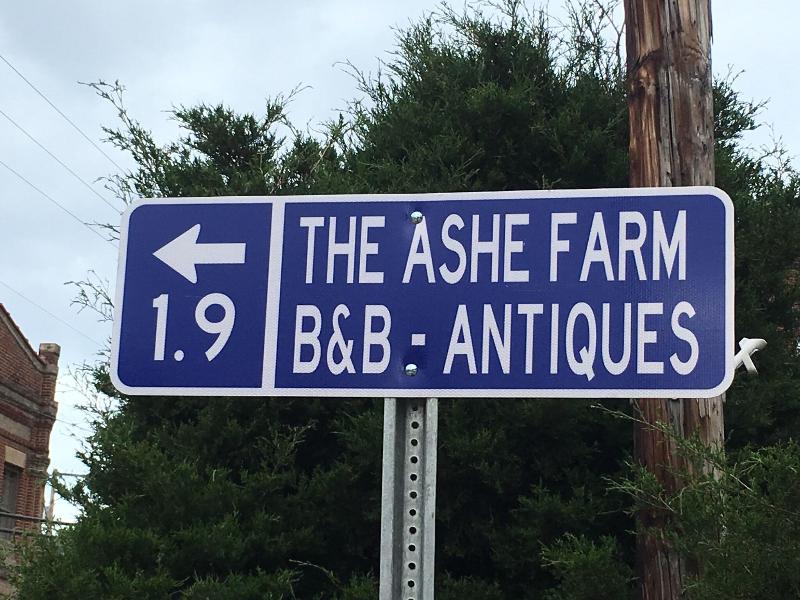 ← 1.9
THE ASHE FARM
B&B - ANTIQUES